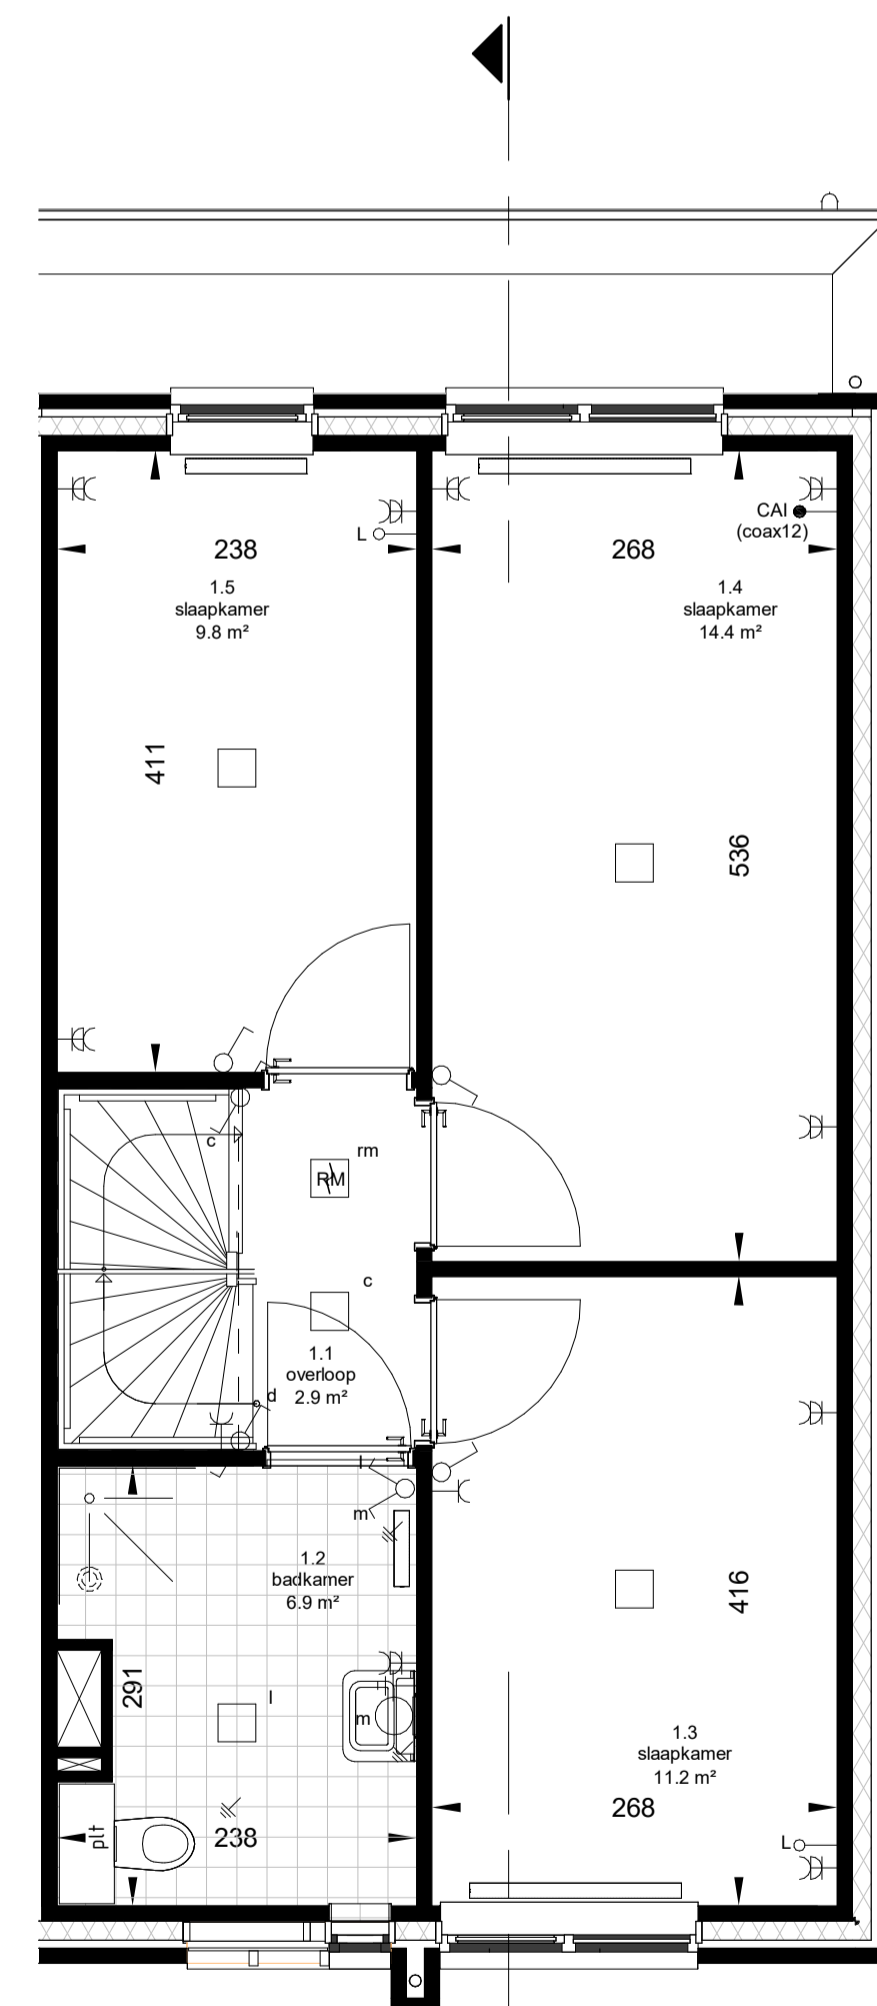 CAI
(coax12)
L
238
268
1.5
slaapkamer
9.8 m²
1.4
slaapkamer
14.4 m²
411
536
c
rm
RM
c
1.1
overloop
2.9 m²
d
l
m
1.2
badkamer
6.9 m²
416
291
l
m
1.3
slaapkamer
11.2 m²
268
plt
238
L